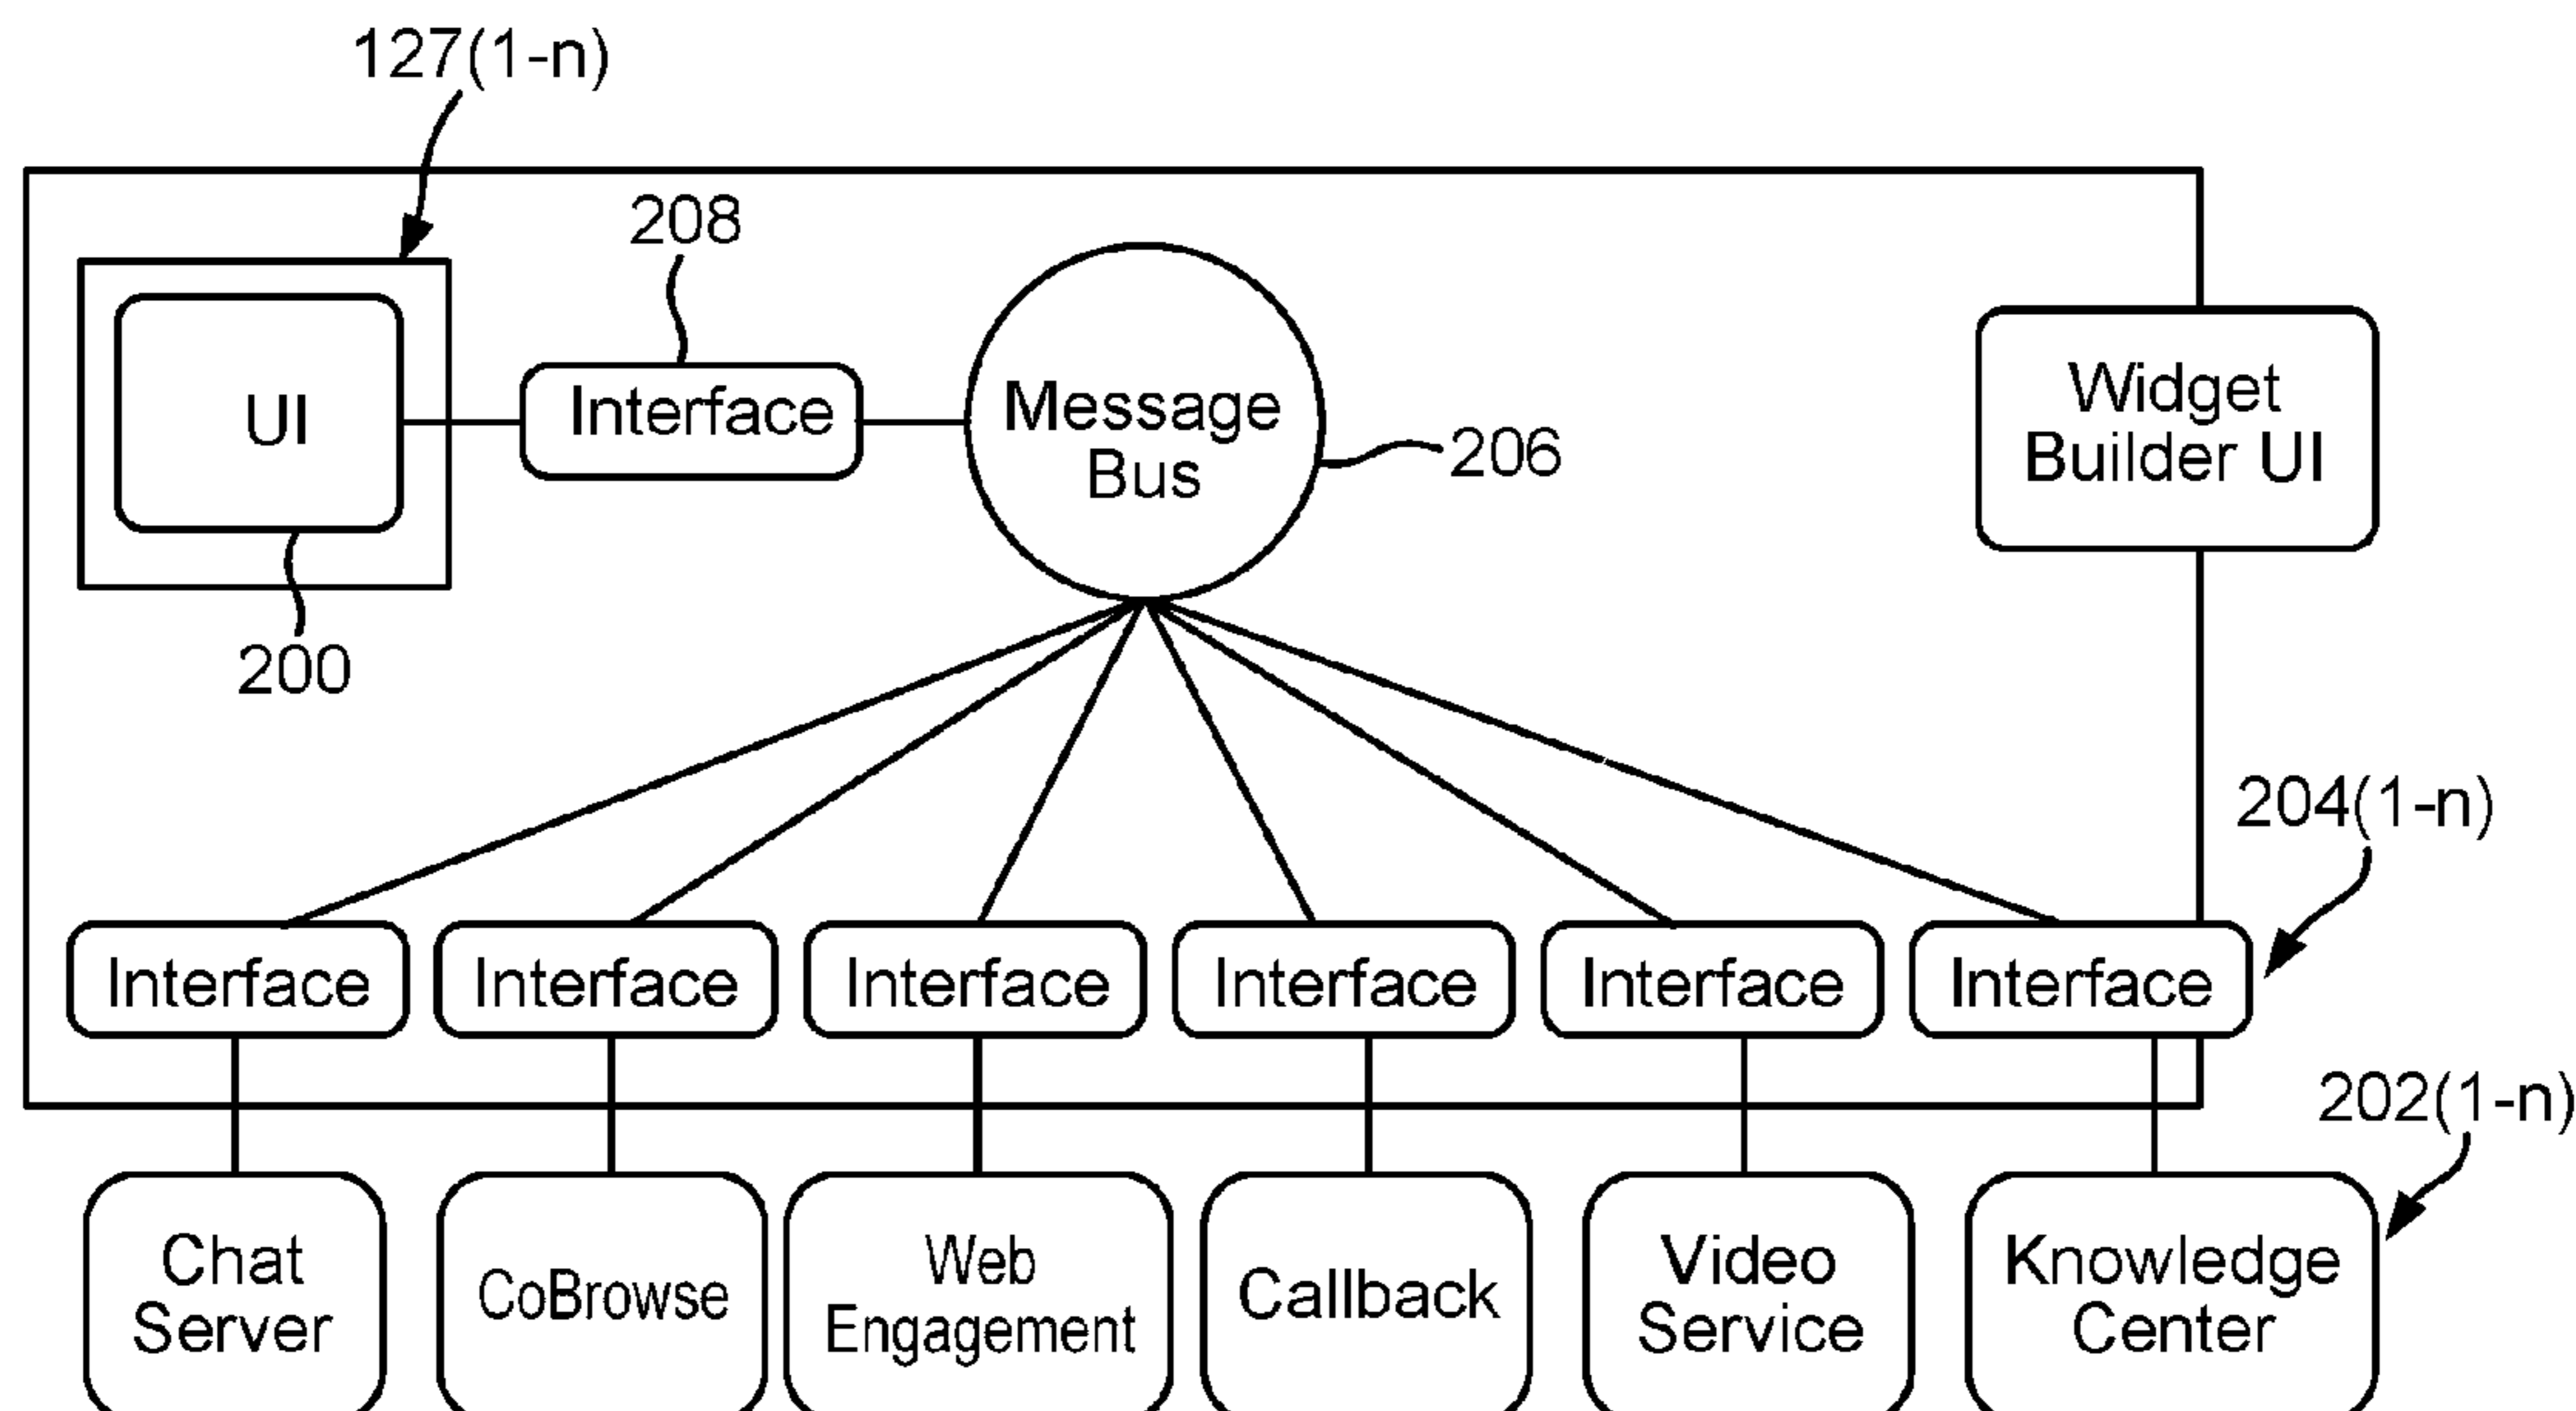 127(1-n)
208
UI
Interface
Message
Bus
206
Widget
Builder UI
200
204(1-n)
Interface
Interface
Interface
Interface
Interface
Interface
202(1-n)
Chat
Server
CoBrowse
Web
Engagement
Callback
Video
Service
Knowledge
Center